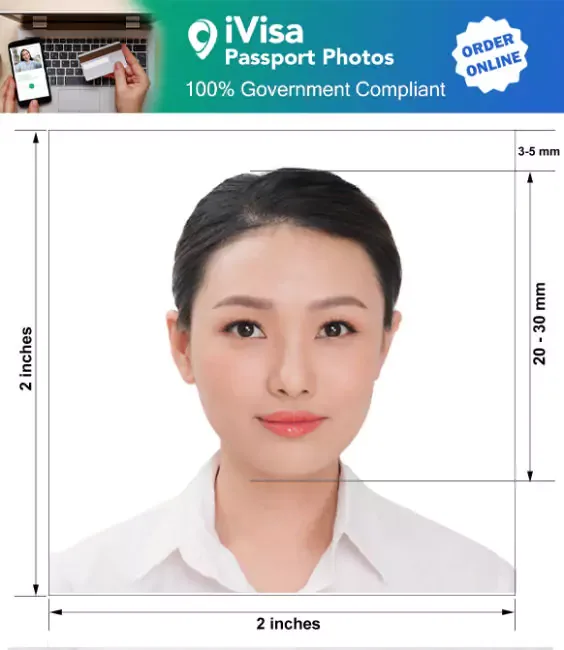 iVisa
Passport Photos
100% Government Compliant
ORDER
ONLINE
3-5 mm
2 inches
20 - 30 mm
2 inches